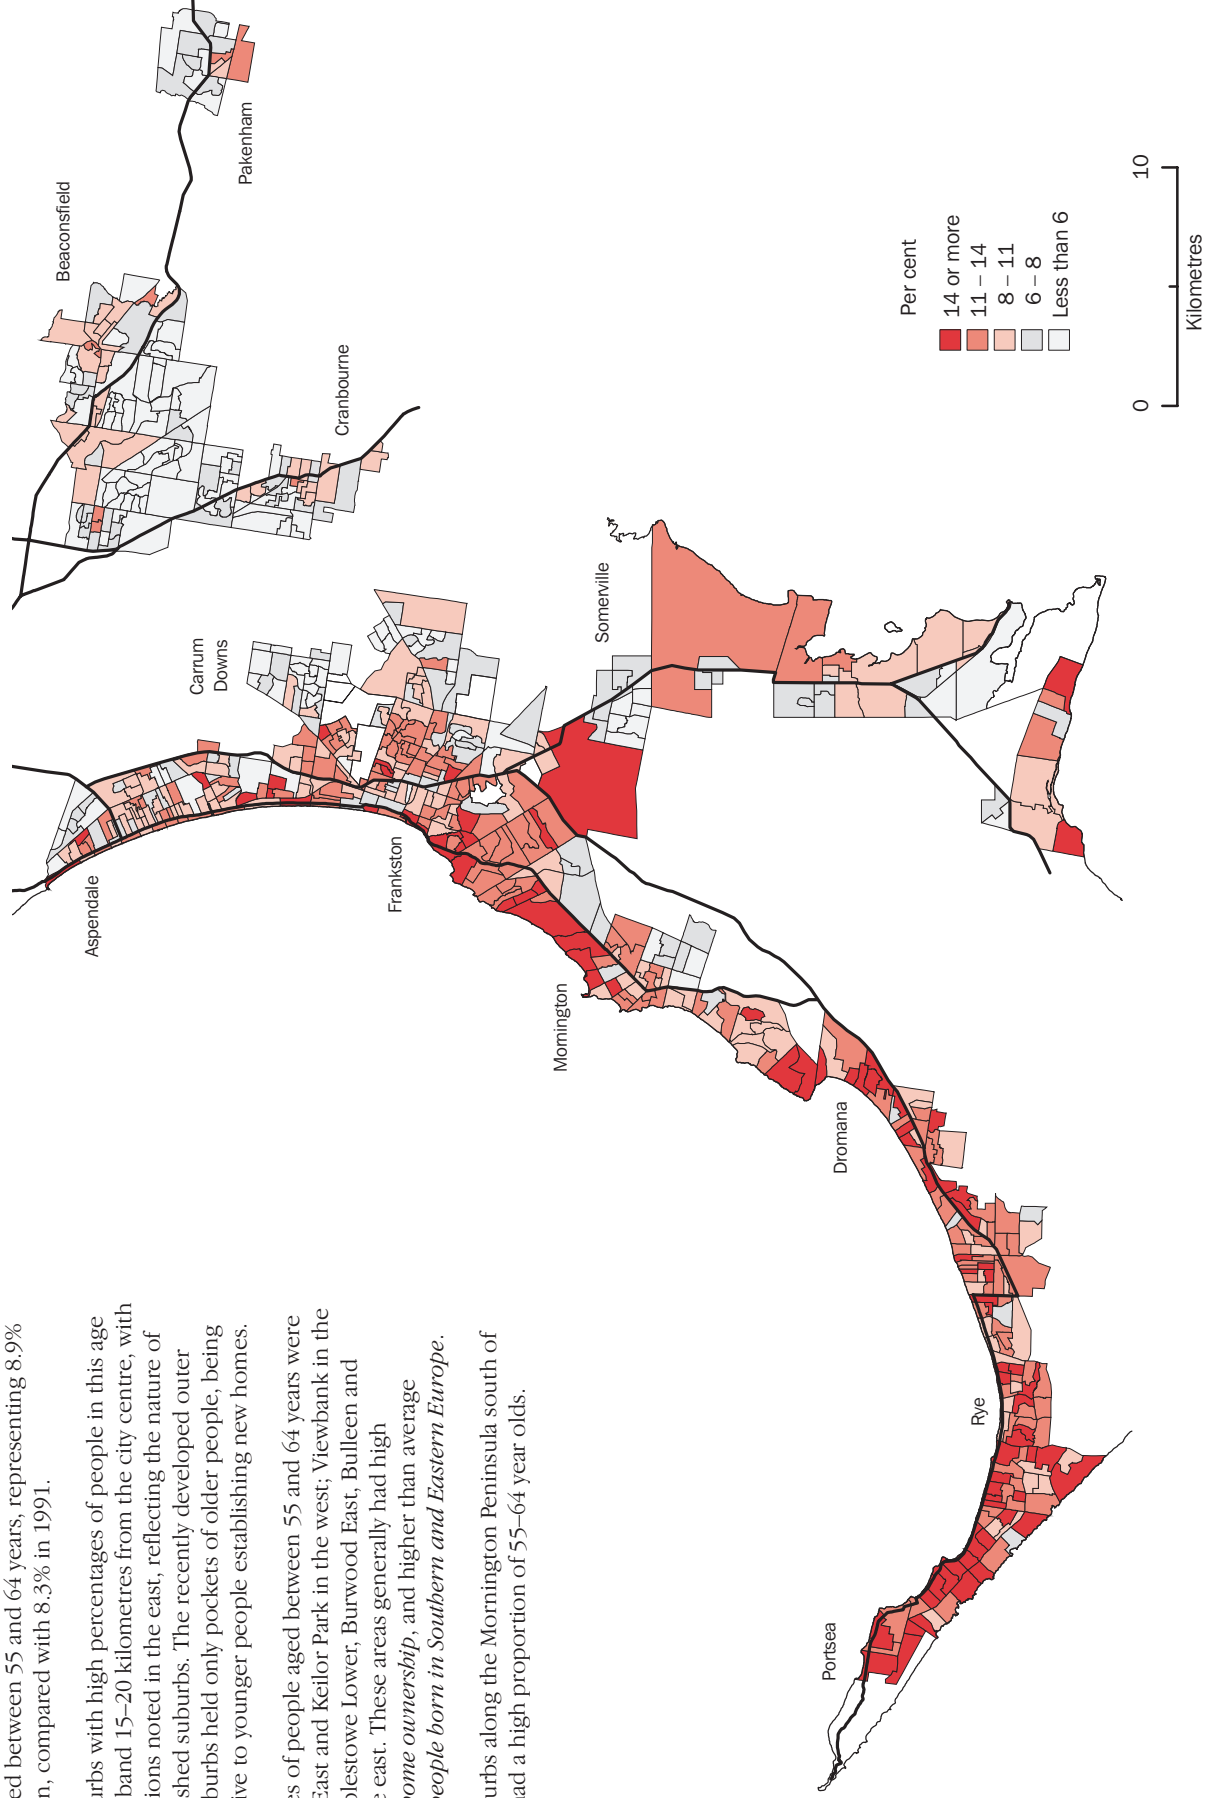 ed between 55 and 64 years, representing 8.9%
n, compared with 8.3% in 1991.
urbs with high percentages of people in this age
band 15–20 kilometres from the city centre, with
ions noted in the east, reflecting the nature of
shed suburbs. The recently developed outer
burbs held only pockets of older people, being
ive to younger people establishing new homes.
es of people aged between 55 and 64 years were
East and Keilor Park in the west; Viewbank in the
plestowe Lower, Burwood East, Bulleen and
e east. These areas generally had high
ome ownership, and higher than average
people born in Southern and Eastern Europe.
urbs along the Mornington Peninsula south of
ad a high proportion of 55–64 year olds.
Portsea
Rye
Dromana
Mornington
Aspendale
Frankston
Carrum
Downs
Somerville
Cranbourne
Beaconsfield
Pakenham
Per cent
14 or more
11 – 14
8 – 11
6 – 8
Less than 6
0
10
Kilometres